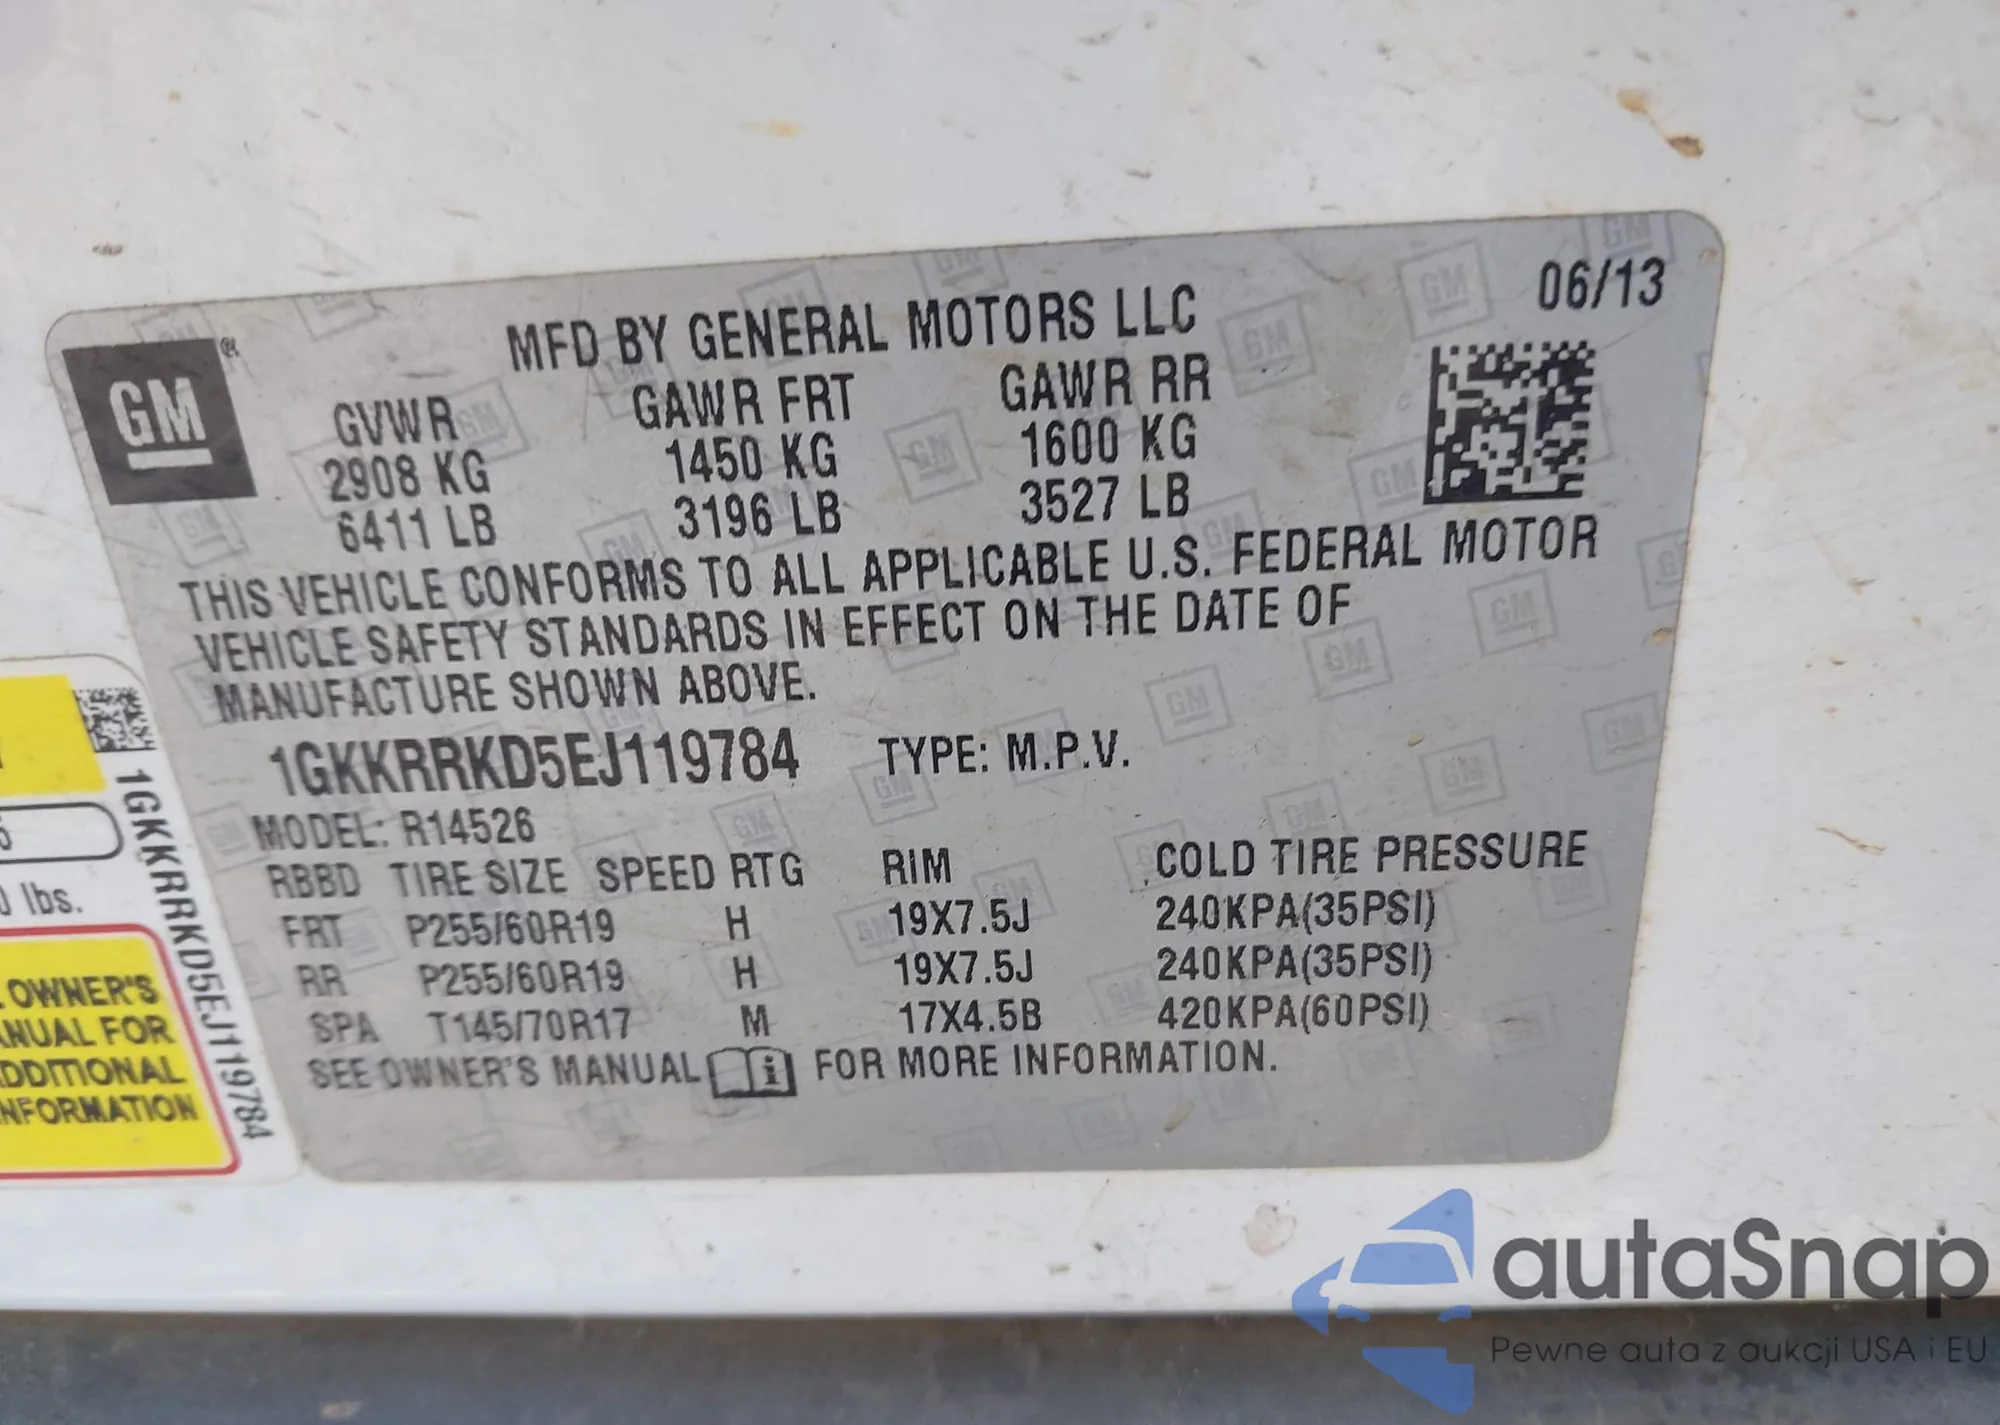 06/13
GM
MFD BY GENERAL MOTORS LLC
GVWR GAWR FRT GAWR RR
2908 KG 1450 KG 1600 KG
6411 LB 3196 LB 3527 LB
THIS VEHICLE CONFORMS TO ALL APPLICABLE U.S. FEDERAL MOTOR
VEHICLE SAFETY STANDARDS IN EFFECT ON THE DATE OF
MANUFACTURE SHOWN ABOVE.
1GKKRRKD5EJ119784 TYPE: M.P.V.
MODEL: R14526
RBBD TIRE SIZE SPEED RTG RIM COLD TIRE PRESSURE
FRT P255/60R19 H 19X7.5J 240KPA(35PSI)
RR P255/60R19 H 19X7.5J 240KPA(35PSI)
SPA T145/70R17 M 17X4.5B 420KPA(60PSI)
SEE OWNER'S MANUAL FOR MORE INFORMATION.
1GKKRRKD5EJ119784
lbs.
OWNER'S
FOR
autaSnap
Pewne auta z aukcji USA i EU